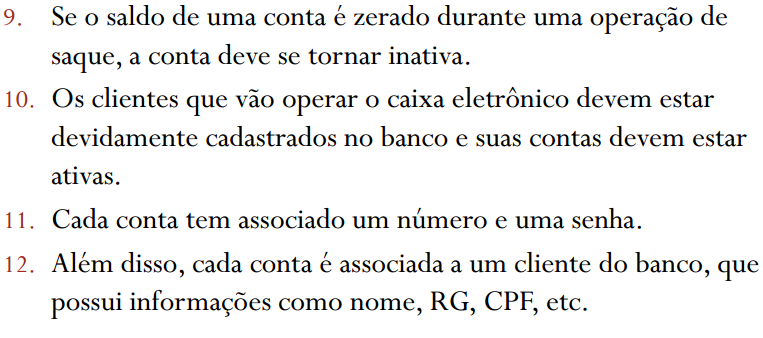 9. Se o saldo de uma conta é zerado durante uma operação de
saque, a conta deve se tornar inativa.
10. Os clientes que vão operar o caixa eletrônico devem estar
devidamente cadastrados no banco e suas contas devem estar
ativas.
11. Cada conta tem associado um número e uma senha.
12. Além disso, cada conta é associada a um cliente do banco, que
possui informações como nome, RG, CPF, etc.